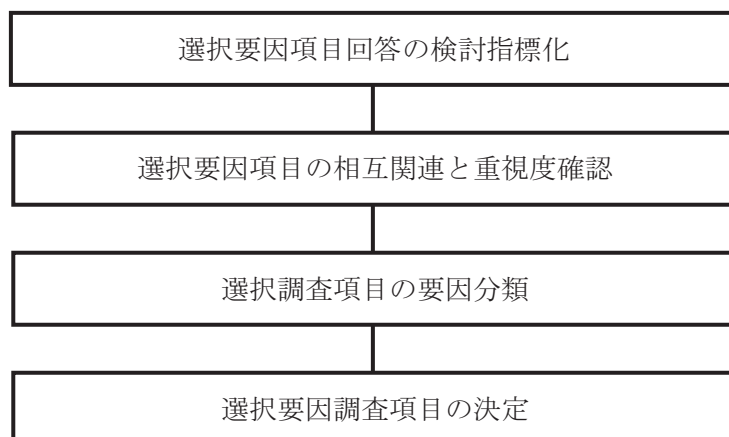 選択要因項目回答の検討指標化
選択要因項目の相互関連と重視度確認
選択調査項目の要因分類
選択要因調査項目の決定